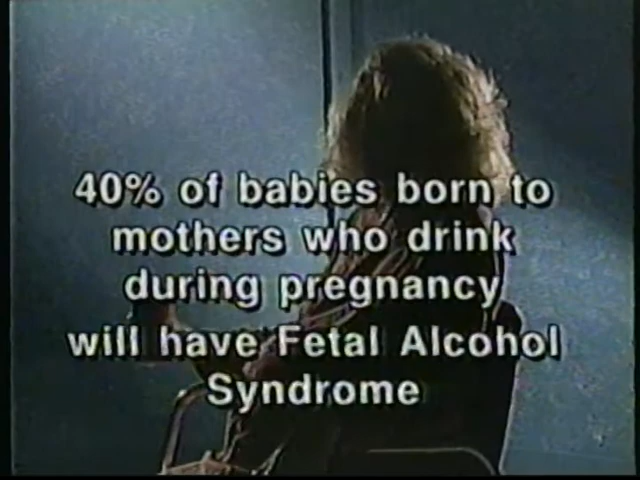 40% of babies born to
mothers who drink
during pregnancy
will have Fetal Alcohol
Syndrome